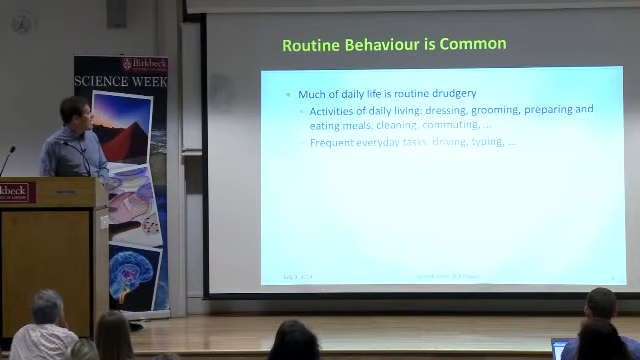 Routine Behaviour is Common
Birkbeck
SCIENCE WEEK
Much of daily life is routine drudgery
Activities of daily living: dressing, grooming, preparing and
eating meals, cleaning, commuting, ...
Frequent everyday tasks: driving, typing, ...